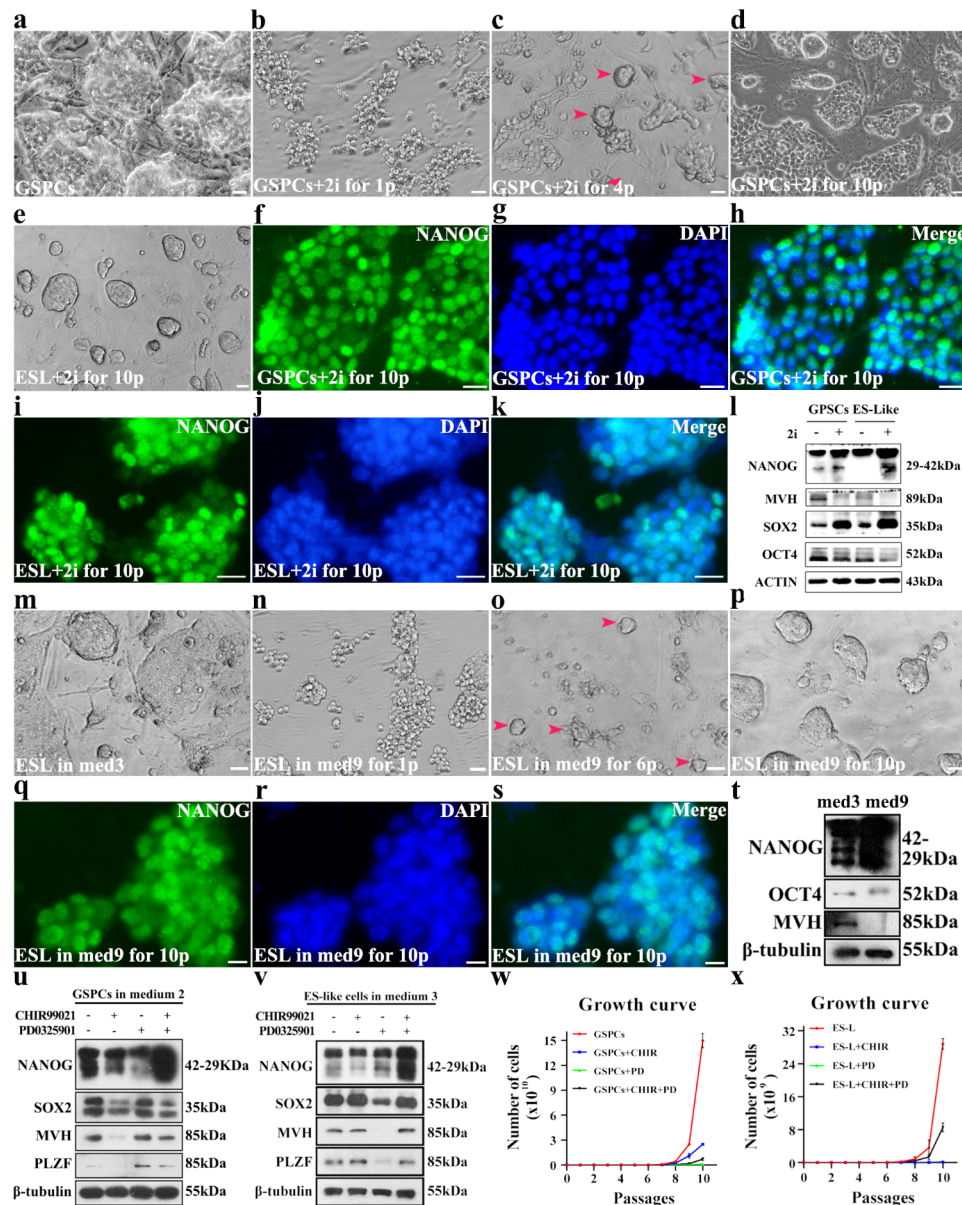 a b c d
GSPCs
GSPCs+2i for 1p
GSPCs+2i for 4p
GSPCs+2i for 10p
e f g h
ESL+2i for 10p
NANOG
GSPCs+2i for 10p
DAPI
GSPCs+2i for 10p
Merge
GSPCs+2i for 10p
i j k l
NANOG
ESL+2i for 10p
DAPI
ESL+2i for 10p
Merge
ESL+2i for 10p
GPSCs ES-Like
2i - + - +
NANOG 29-42kDa
MVH 89kDa
SOX2 35kDa
OCT4 52kDa
ACTIN 43kDa
m n o p
ESL in med3
ESL in med9 for 1p
ESL in med9 for 6p
ESL in med9 for 10p
q r s t
NANOG
ESL in med9 for 10p
DAPI
ESL in med9 for 10p
Merge
ESL in med9 for 10p
med3 med9
NANOG 42-
29kDa
OCT4 52kDa
MVH 85kDa
β-tubulin 55kDa
u v w x
GSPCs in medium 2
CHIR99021 - + - +
PD0325901 - - + +
NANOG 42-29KDa
SOX2 35kDa
MVH 85kDa
PLZF 85kDa
β-tubulin 55kDa
ES-like cells in medium 3
CHIR99021 - + - +
PD0325901 - - + +
NANOG 42-29kDa
SOX2 35kDa
MVH 85kDa
PLZF 85kDa
β-tubulin 55kDa
Growth curve
Number of cells
(x10^10)
15
12
9
6
3
0
GSPCs
GSPCs+CHIR
GSPCs+PD
GSPCs+CHIR+PD
0 2 4 6 8 10
Passages
Growth curve
Number of cells
(x10^9)
32
24
16
8
0
ES-L
ES-L+CHIR
ES-L+PD
ES-L+CHIR+PD
0 2 4 6 8 10
Passages